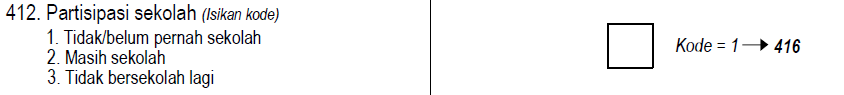 412. Partisipasi sekolah (Isikan kode)
1. Tidak/belum pernah sekolah
2. Masih sekolah
3. Tidak bersekolah lagi
Kode = 1 → 416